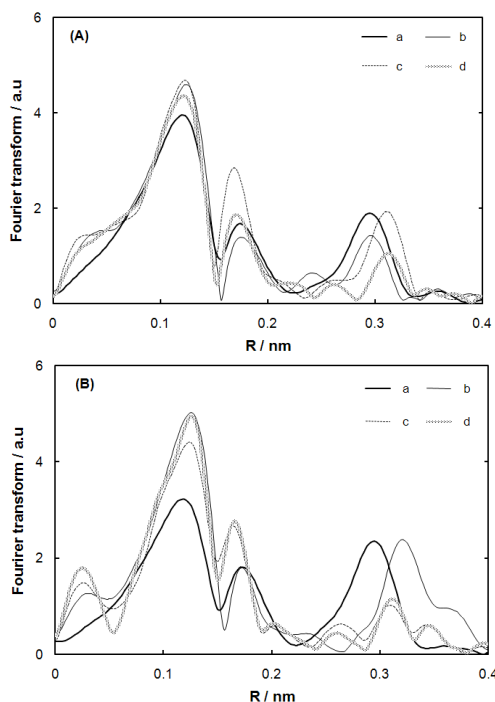 (A)
a b
c d
Fourier transform / a.u
6
4
2
0
0 0.1 0.2 0.3 0.4
R / nm
(B)
a b
c d
Fourirer transform / a.u
6
4
2
0
0 0.1 0.2 0.3 0.4
R / nm